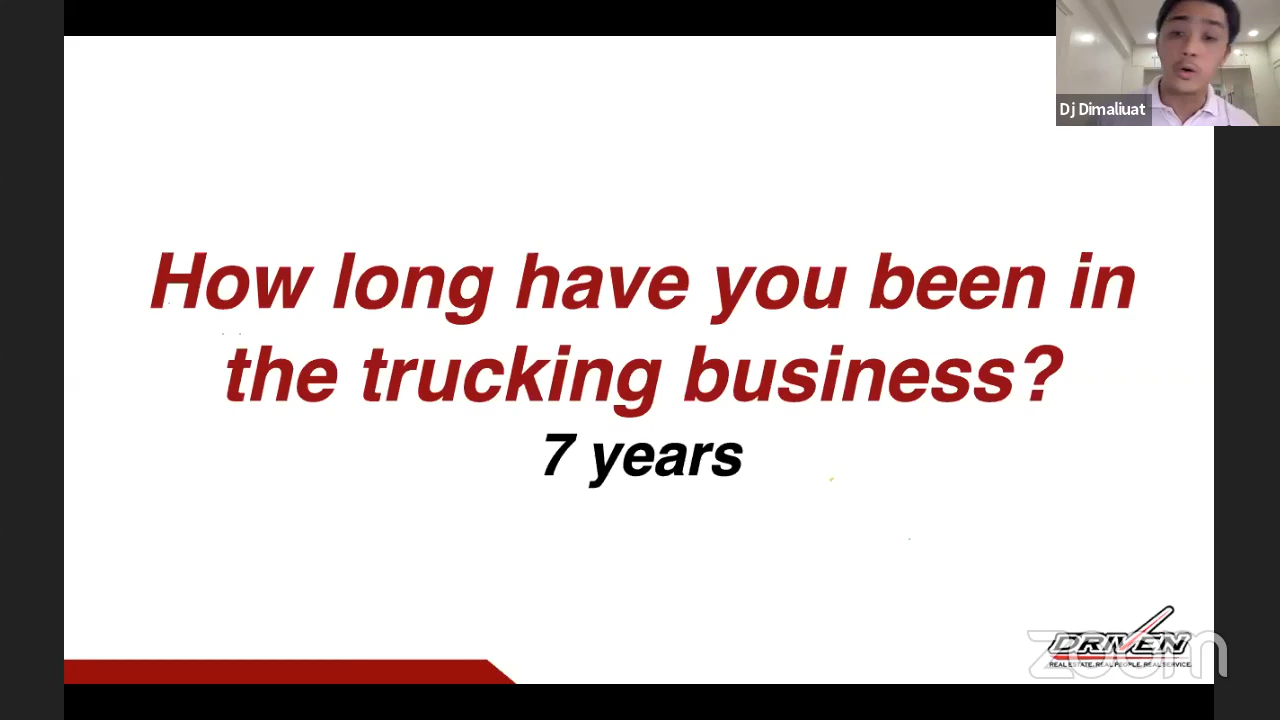 Dj Dimaliuat
How long have you been in
the trucking business?
7 years
DRIVEN
REAL ESTATE. REAL PEOPLE. REAL SERVICE.
zoom